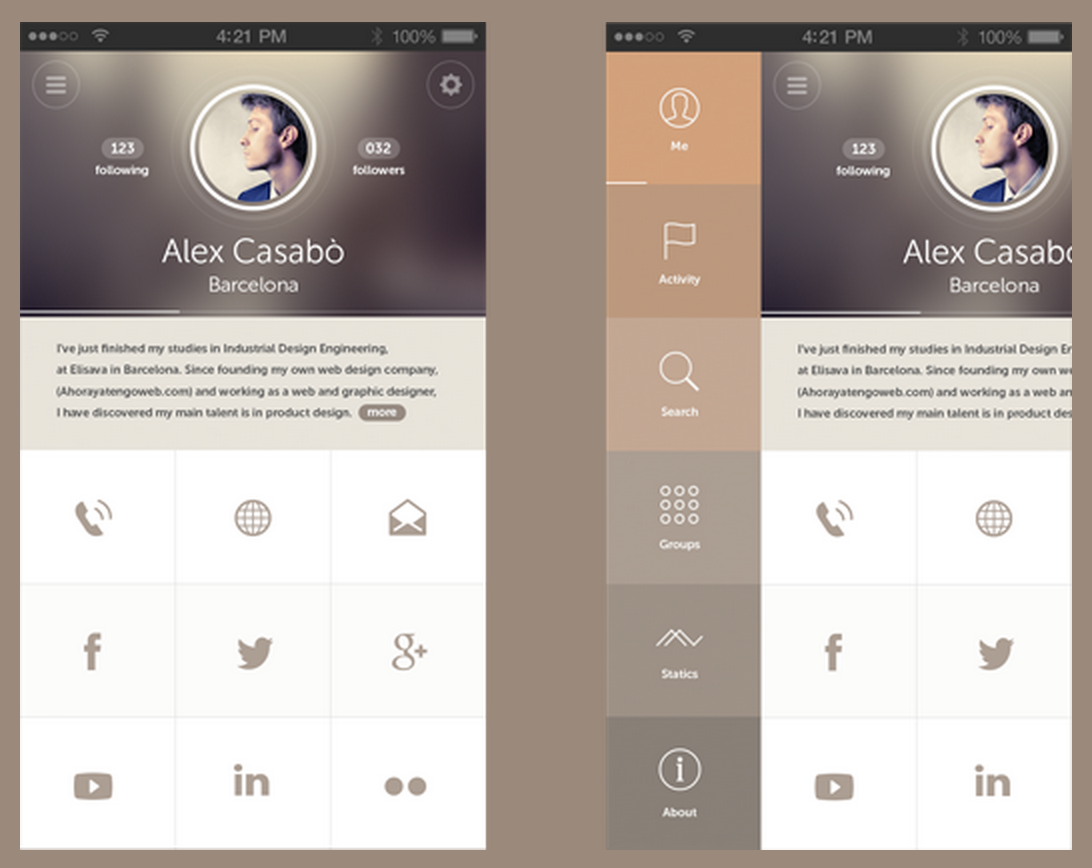 4:21 PM 100%
123
following
032
followers
Alex Casabò
Barcelona
I've just finished my studies in Industrial Design Engineering,
at Elisava in Barcelona. Since founding my own web design company,
(Ahorayatengoweb.com) and working as a web and graphic designer,
I have discovered my main talent is in product design. more
f
g+
in
4:21 PM 100%
Me
Activity
Search
Groups
Statics
About
123
following
Alex Casabò
Barcelona
I've just finished my studies in Industrial Design Er
at Elisava in Barcelona. Since founding my own we
(Ahorayatengoweb.com) and working as a web an
I have discovered my main talent is in product des
f
in